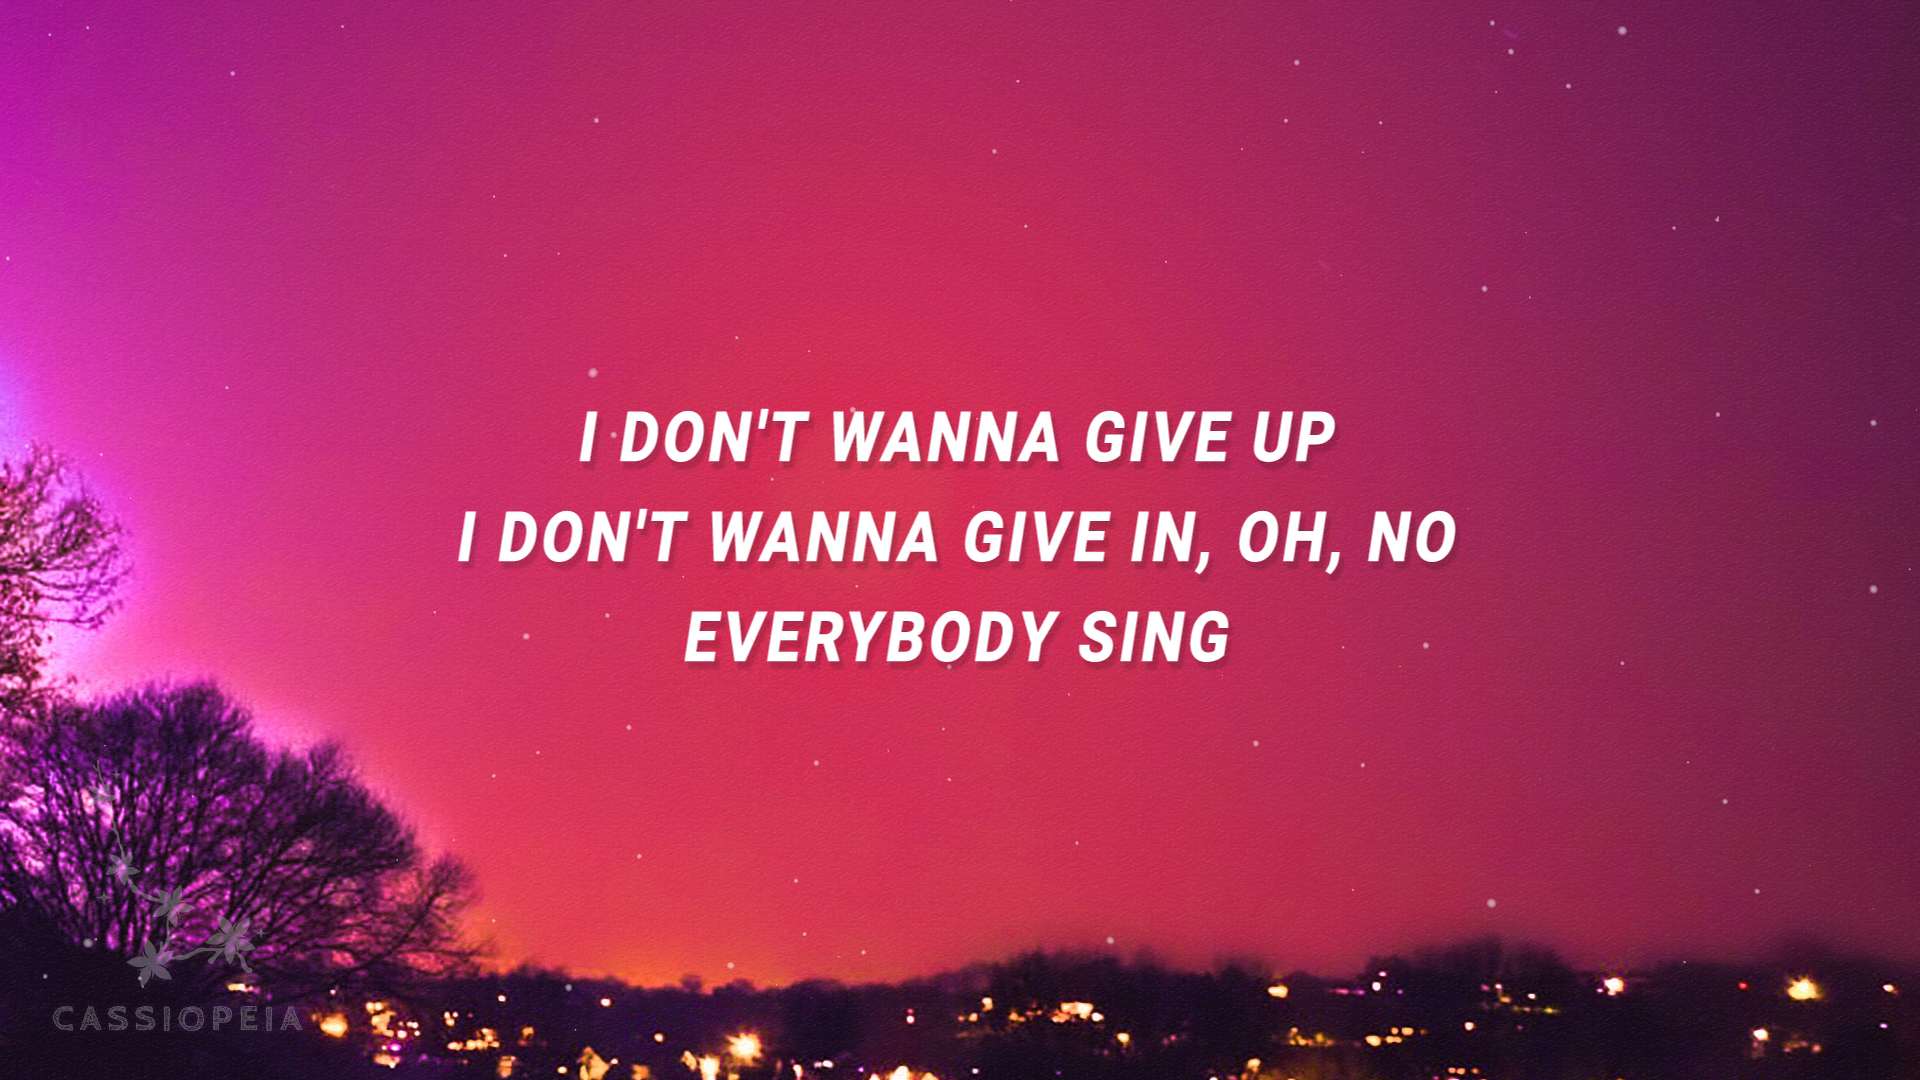 I DON'T WANNA GIVE UP
I DON'T WANNA GIVE IN, OH, NO
EVERYBODY SING
CASSIOPEIA